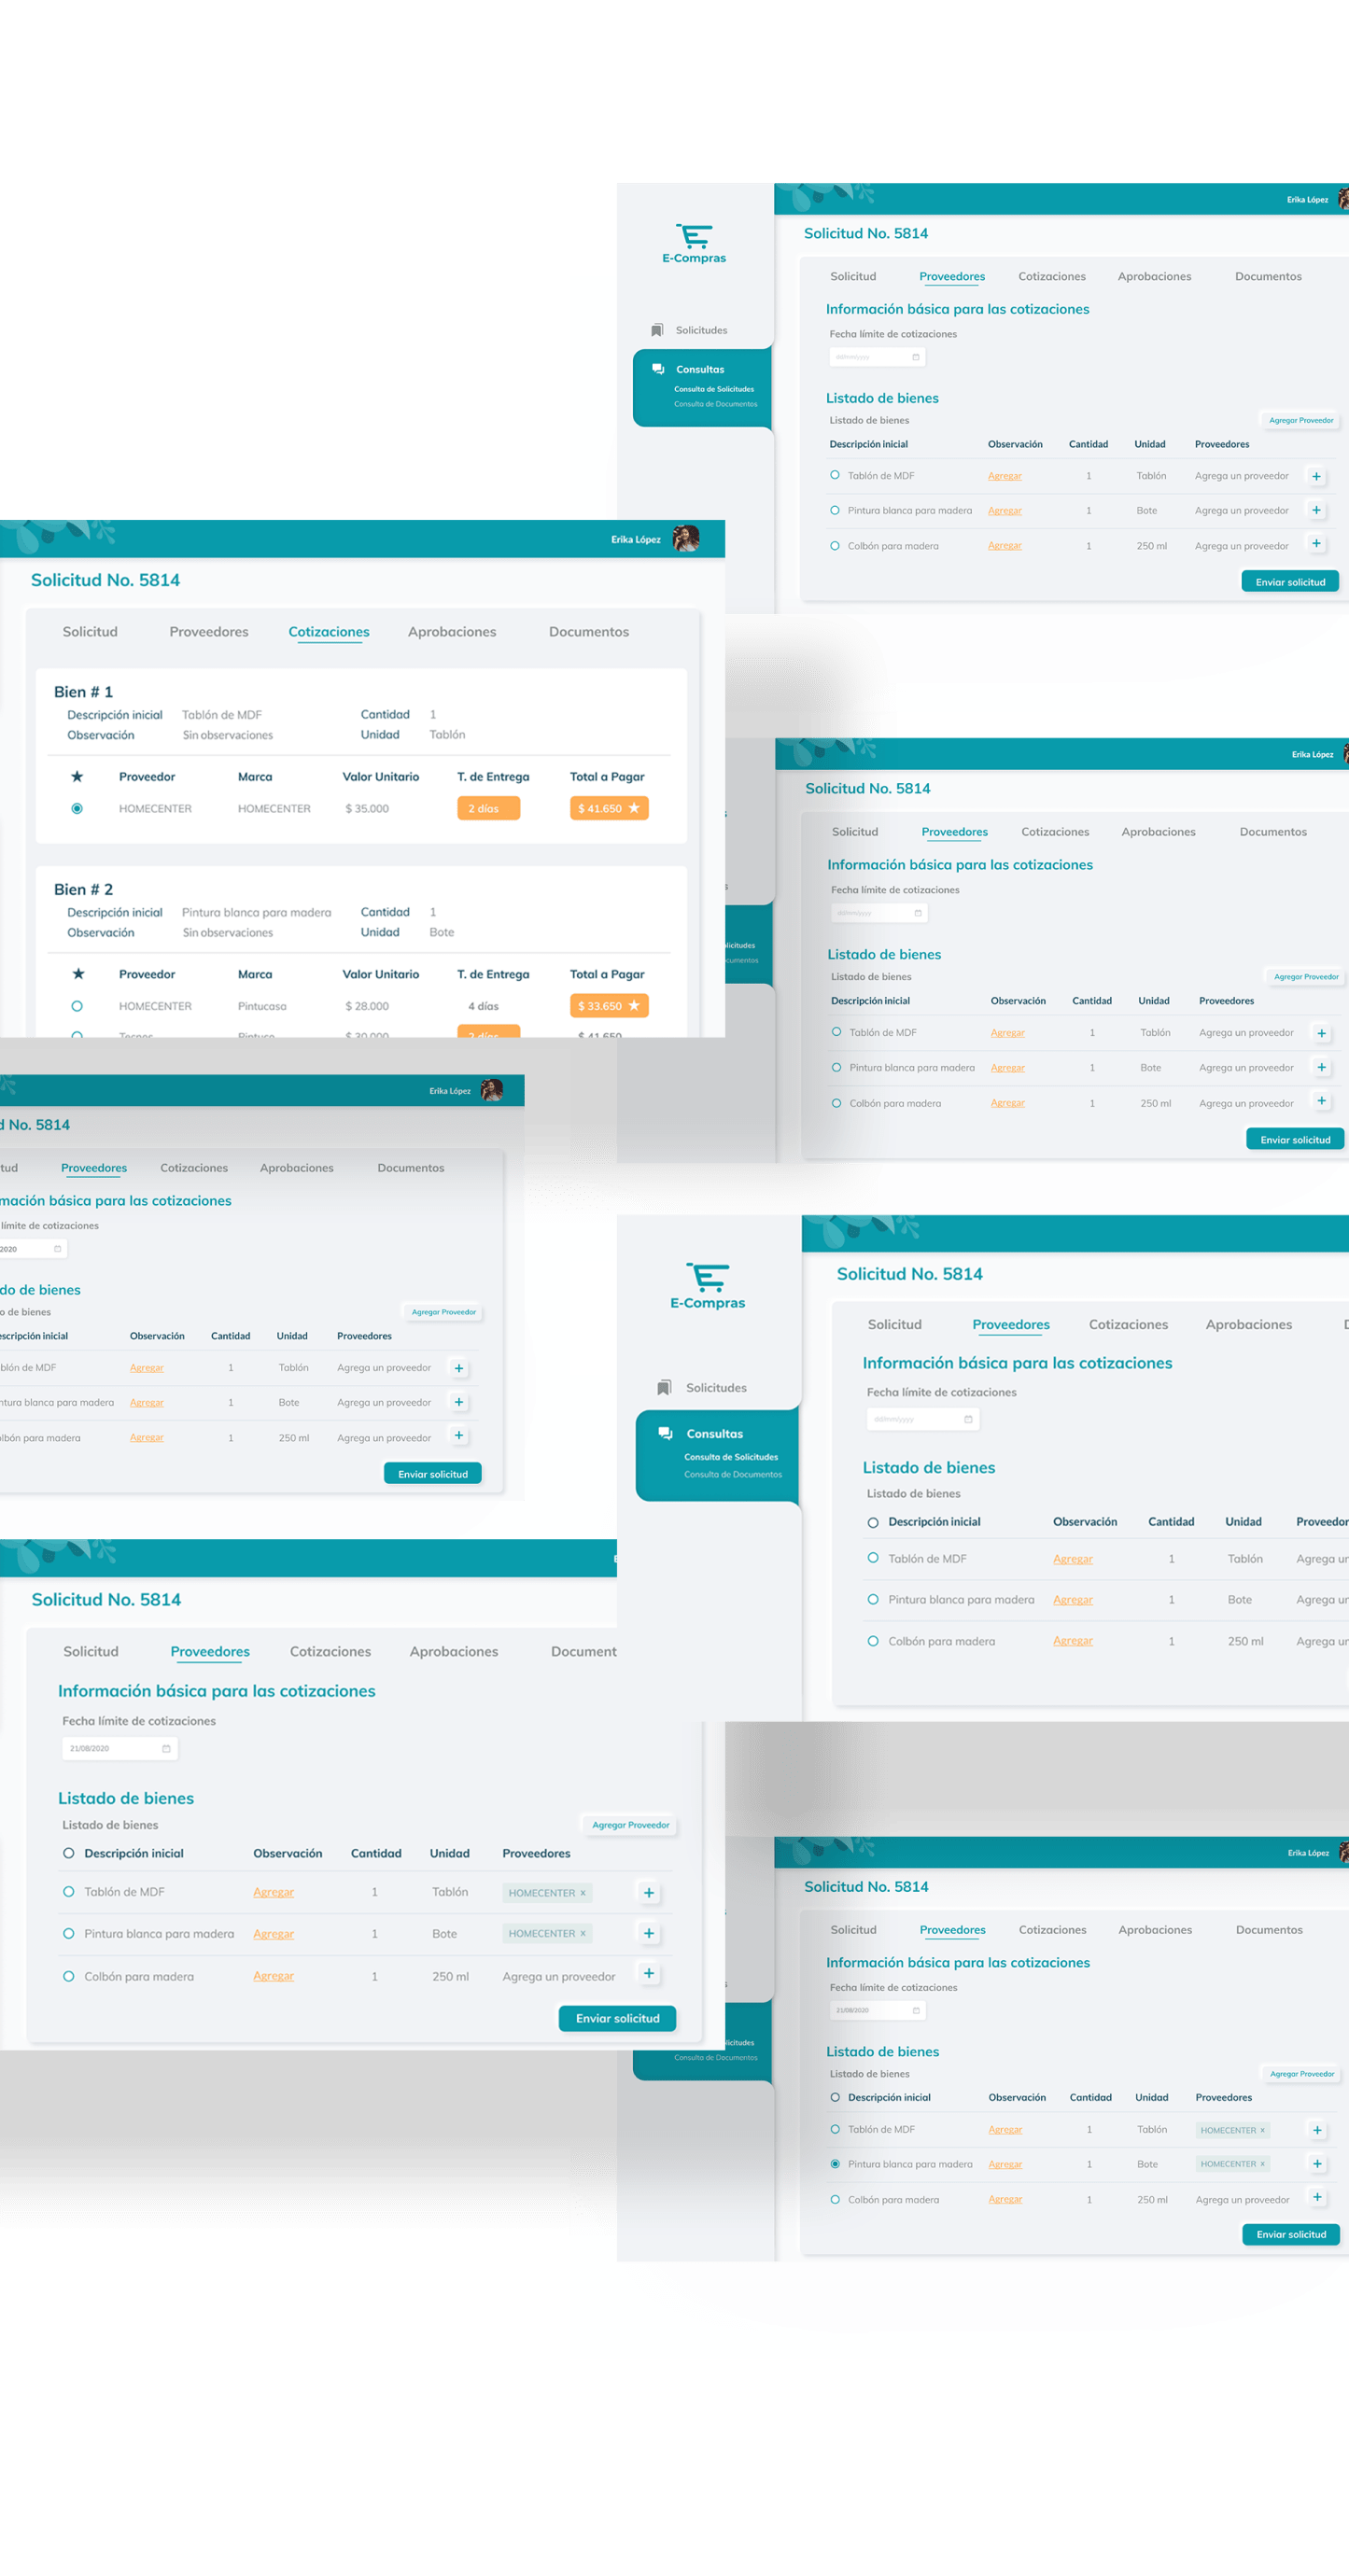 Erika López
E-Compras
Solicitud No. 5814
Solicitud Proveedores Cotizaciones Aprobaciones Documentos
Información básica para las cotizaciones
Solicitudes
Fecha límite de cotizaciones
dd/mm/yyyy
Consultas
Consulta de Solicitudes
Consulta de Documentos
Listado de bienes
Listado de bienes
Agregar Proveedor
Descripción inicial Observación Cantidad Unidad Proveedores
Tablón de MDF Agregar 1 Tablón Agrega un proveedor +
Pintura blanca para madera Agregar 1 Bote Agrega un proveedor +
Colbón para madera Agregar 1 250 ml Agrega un proveedor +
Enviar solicitud
Erika López
Solicitud No. 5814
Solicitud Proveedores Cotizaciones Aprobaciones Documentos
Bien # 1
Descripción inicial Tablón de MDF Cantidad 1
Observación Sin observaciones Unidad Tablón
★ Proveedor Marca Valor Unitario T. de Entrega Total a Pagar
HOMECENTER HOMECENTER $ 35.000 2 días $ 41.650 ★
Bien # 2
Descripción inicial Pintura blanca para madera Cantidad 1
Observación Sin observaciones Unidad Bote
★ Proveedor Marca Valor Unitario T. de Entrega Total a Pagar
HOMECENTER Pintucasa $ 28.000 4 días $ 33.650 ★
Erika López
Solicitud No. 5814
Solicitud Proveedores Cotizaciones Aprobaciones Documentos
Información básica para las cotizaciones
Fecha límite de cotizaciones
dd/mm/yyyy
licitudes
cumentos
Listado de bienes
Listado de bienes
Agregar Proveedor
Descripción inicial Observación Cantidad Unidad Proveedores
Tablón de MDF Agregar 1 Tablón Agrega un proveedor +
Pintura blanca para madera Agregar 1 Bote Agrega un proveedor +
Colbón para madera Agregar 1 250 ml Agrega un proveedor +
Enviar solicitud
Erika López
d No. 5814
tud Proveedores Cotizaciones Aprobaciones Documentos
mación básica para las cotizaciones
límite de cotizaciones
2020
do de bienes
o de bienes
Agregar Proveedor
escripción inicial Observación Cantidad Unidad Proveedores
blón de MDF Agregar 1 Tablón Agrega un proveedor +
ntura blanca para madera Agregar 1 Bote Agrega un proveedor +
lbón para madera Agregar 1 250 ml Agrega un proveedor +
Enviar solicitud
E-Compras
Solicitud No. 5814
Solicitud Proveedores Cotizaciones Aprobaciones D
Información básica para las cotizaciones
Solicitudes
Fecha límite de cotizaciones
dd/mm/yyyy
Consultas
Consulta de Solicitudes
Consulta de Documentos
Listado de bienes
Listado de bienes
Descripción inicial Observación Cantidad Unidad Proveedor
Tablón de MDF Agregar 1 Tablón Agrega un
Pintura blanca para madera Agregar 1 Bote Agrega un
Colbón para madera Agregar 1 250 ml Agrega un
E
Solicitud No. 5814
Solicitud Proveedores Cotizaciones Aprobaciones Document
Información básica para las cotizaciones
Fecha límite de cotizaciones
21/08/2020
Listado de bienes
Listado de bienes
Agregar Proveedor
Descripción inicial Observación Cantidad Unidad Proveedores
Tablón de MDF Agregar 1 Tablón HOMECENTER x +
Pintura blanca para madera Agregar 1 Bote HOMECENTER x +
Colbón para madera Agregar 1 250 ml Agrega un proveedor +
Enviar solicitud
Erika López
Solicitud No. 5814
Solicitud Proveedores Cotizaciones Aprobaciones Documentos
Información básica para las cotizaciones
Fecha límite de cotizaciones
21/08/2020
licitudes
Consulta de Documentos
Listado de bienes
Listado de bienes
Agregar Proveedor
Descripción inicial Observación Cantidad Unidad Proveedores
Tablón de MDF Agregar 1 Tablón HOMECENTER x +
Pintura blanca para madera Agregar 1 Bote HOMECENTER x +
Colbón para madera Agregar 1 250 ml Agrega un proveedor +
Enviar solicitud